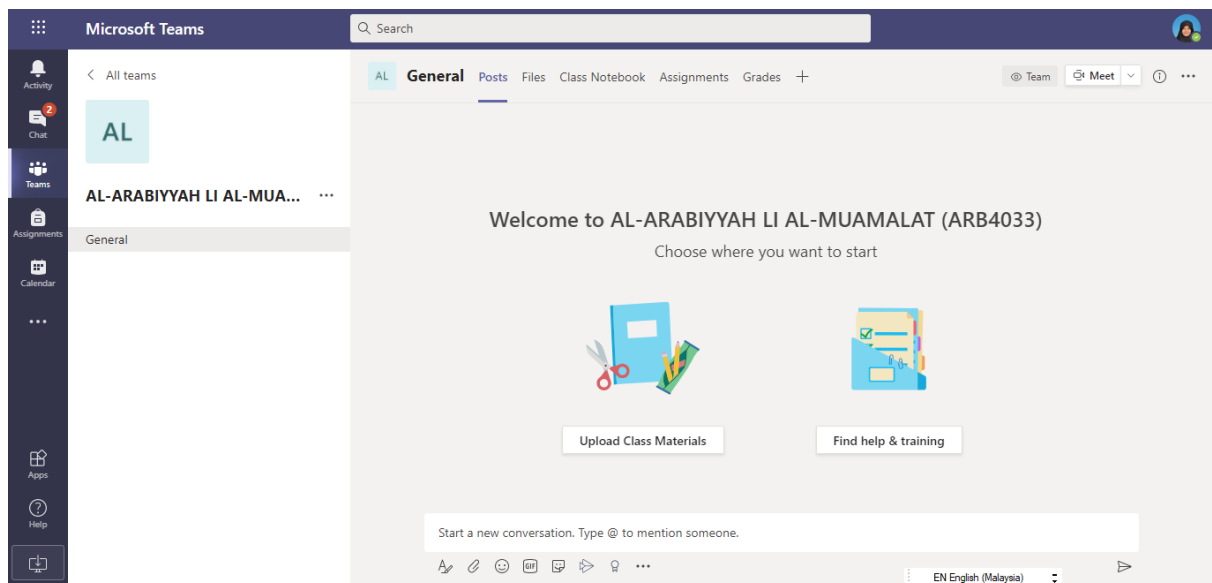 Microsoft Teams
Search
Activity
2
Chat
Teams
Assignments
Calendar
Apps
Help
All teams
AL
AL-ARABIYYAH LI AL-MUA...
General
AL General Posts Files Class Notebook Assignments Grades
Team Meet
Welcome to AL-ARABIYYAH LI AL-MUAMALAT (ARB4033)
Choose where you want to start
Upload Class Materials
Find help & training
Start a new conversation. Type @ to mention someone.
GIF
EN English (Malaysia)